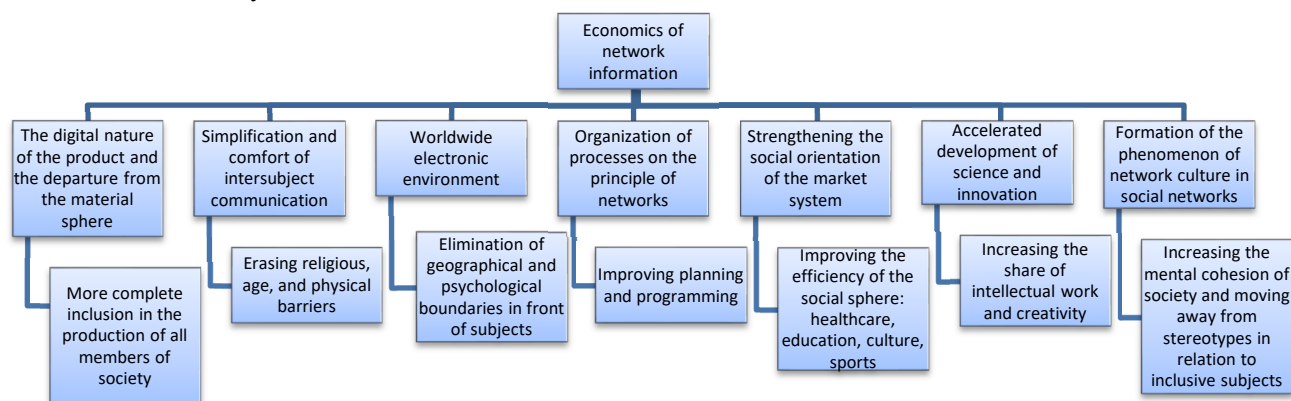 Economics of
network
information
The digital nature
of the product and
the departure from
the material
sphere
Simplification and
comfort of
intersubject
communication
Worldwide
electronic
environment
Organization of
processes on the
principle of
networks
Strengthening the
social orientation
of the market
system
Accelerated
development of
science and
innovation
Formation of the
phenomenon of
network culture in
social networks
More complete
inclusion in the
production of all
members of
society
Erasing religious,
age, and physical
barriers
Elimination of
geographical and
psychological
boundaries in front
of subjects
Improving planning
and programming
Improving the
efficiency of the
social sphere:
healthcare,
education, culture,
sports
Increasing the
share of
intellectual work
and creativity
Increasing the
mental cohesion of
society and moving
away from
stereotypes in
relation to
inclusive subjects